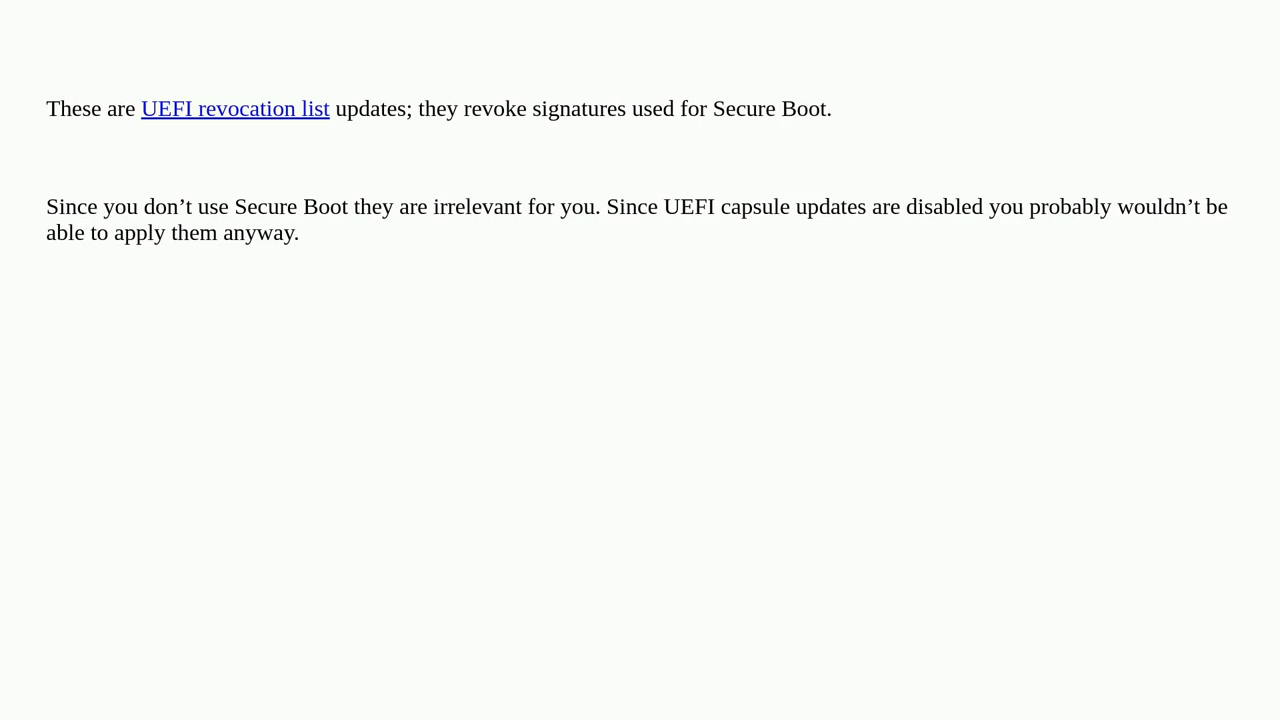 These are UEFI revocation list updates; they revoke signatures used for Secure Boot.
Since you don’t use Secure Boot they are irrelevant for you. Since UEFI capsule updates are disabled you probably wouldn’t be
able to apply them anyway.